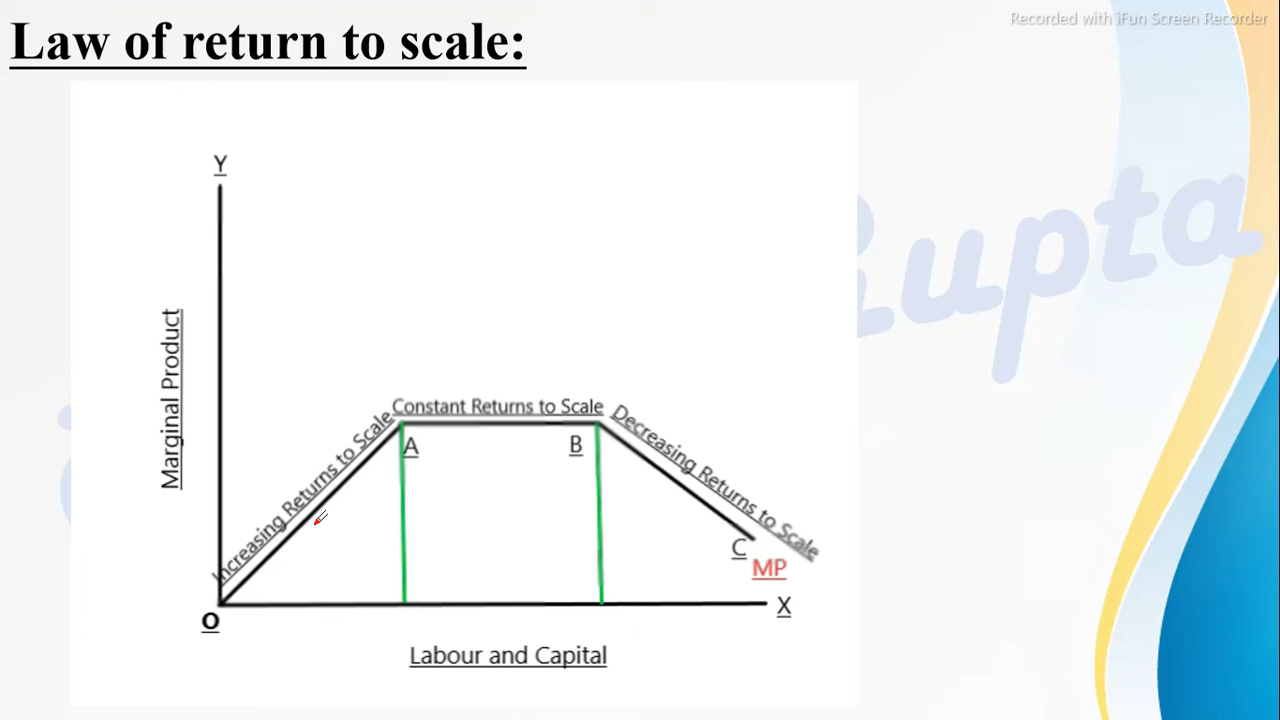 Recorded with iFun Screen Recorder
Law of return to scale:
Y
Marginal Product
Increasing Returns to Scale
Constant Returns to Scale
Decreasing Returns to Scale
A
B
C
MP
O
X
Labour and Capital
Gupta